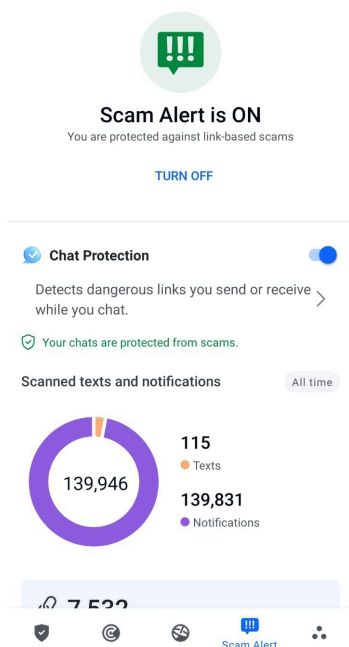 Scam Alert is ON
You are protected against link-based scams
TURN OFF
Chat Protection
Detects dangerous links you send or receive
while you chat.
Your chats are protected from scams.
Scanned texts and notifications
All time
139,946
115
Texts
139,831
Notifications
7,532
Scam Alert